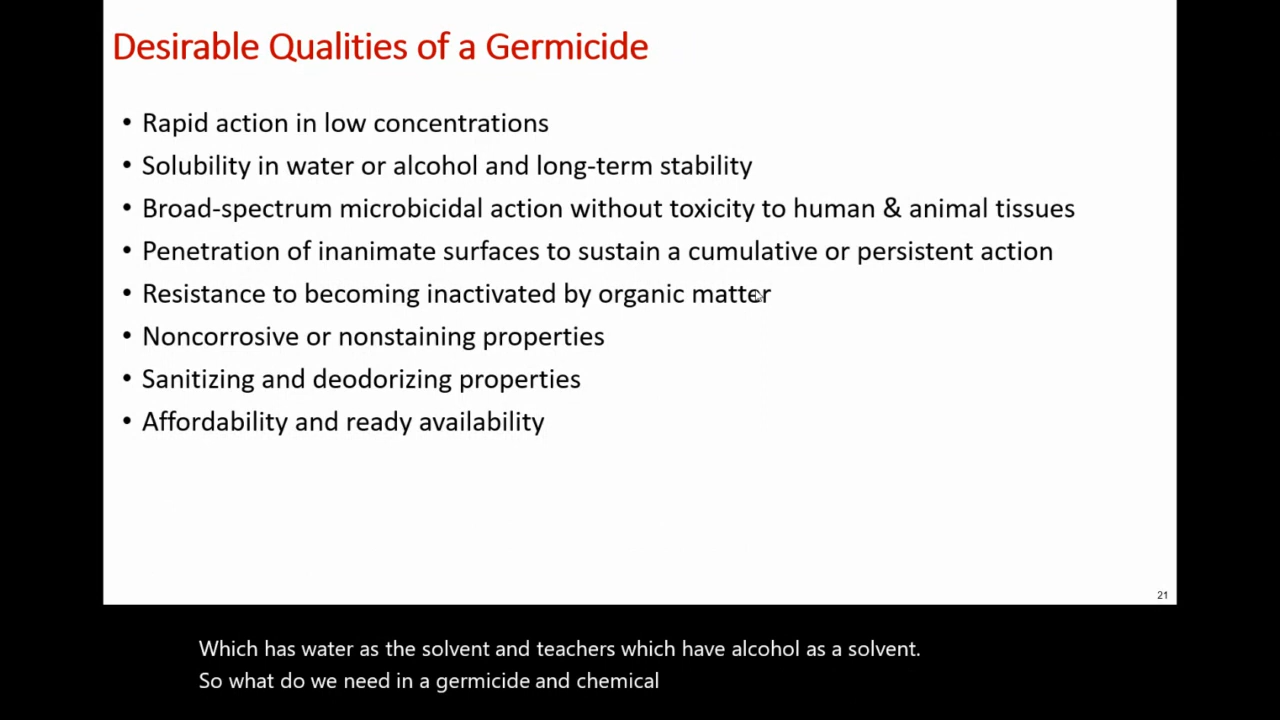 Desirable Qualities of a Germicide
• Rapid action in low concentrations
• Solubility in water or alcohol and long-term stability
• Broad-spectrum microbicidal action without toxicity to human & animal tissues
• Penetration of inanimate surfaces to sustain a cumulative or persistent action
• Resistance to becoming inactivated by organic matter
• Noncorrosive or nonstaining properties
• Sanitizing and deodorizing properties
• Affordability and ready availability
21
Which has water as the solvent and teachers which have alcohol as a solvent.
So what do we need in a germicide and chemical